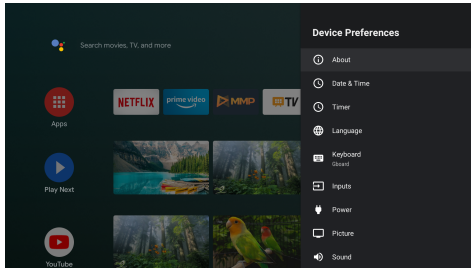 Device Preferences
Search movies, TV, and more
About
Date & Time
NETFLIX
prime video
MMP
TV
Timer
Apps
Language
Keyboard
Gboard
Play Next
Inputs
Power
Picture
YouTube
Sound